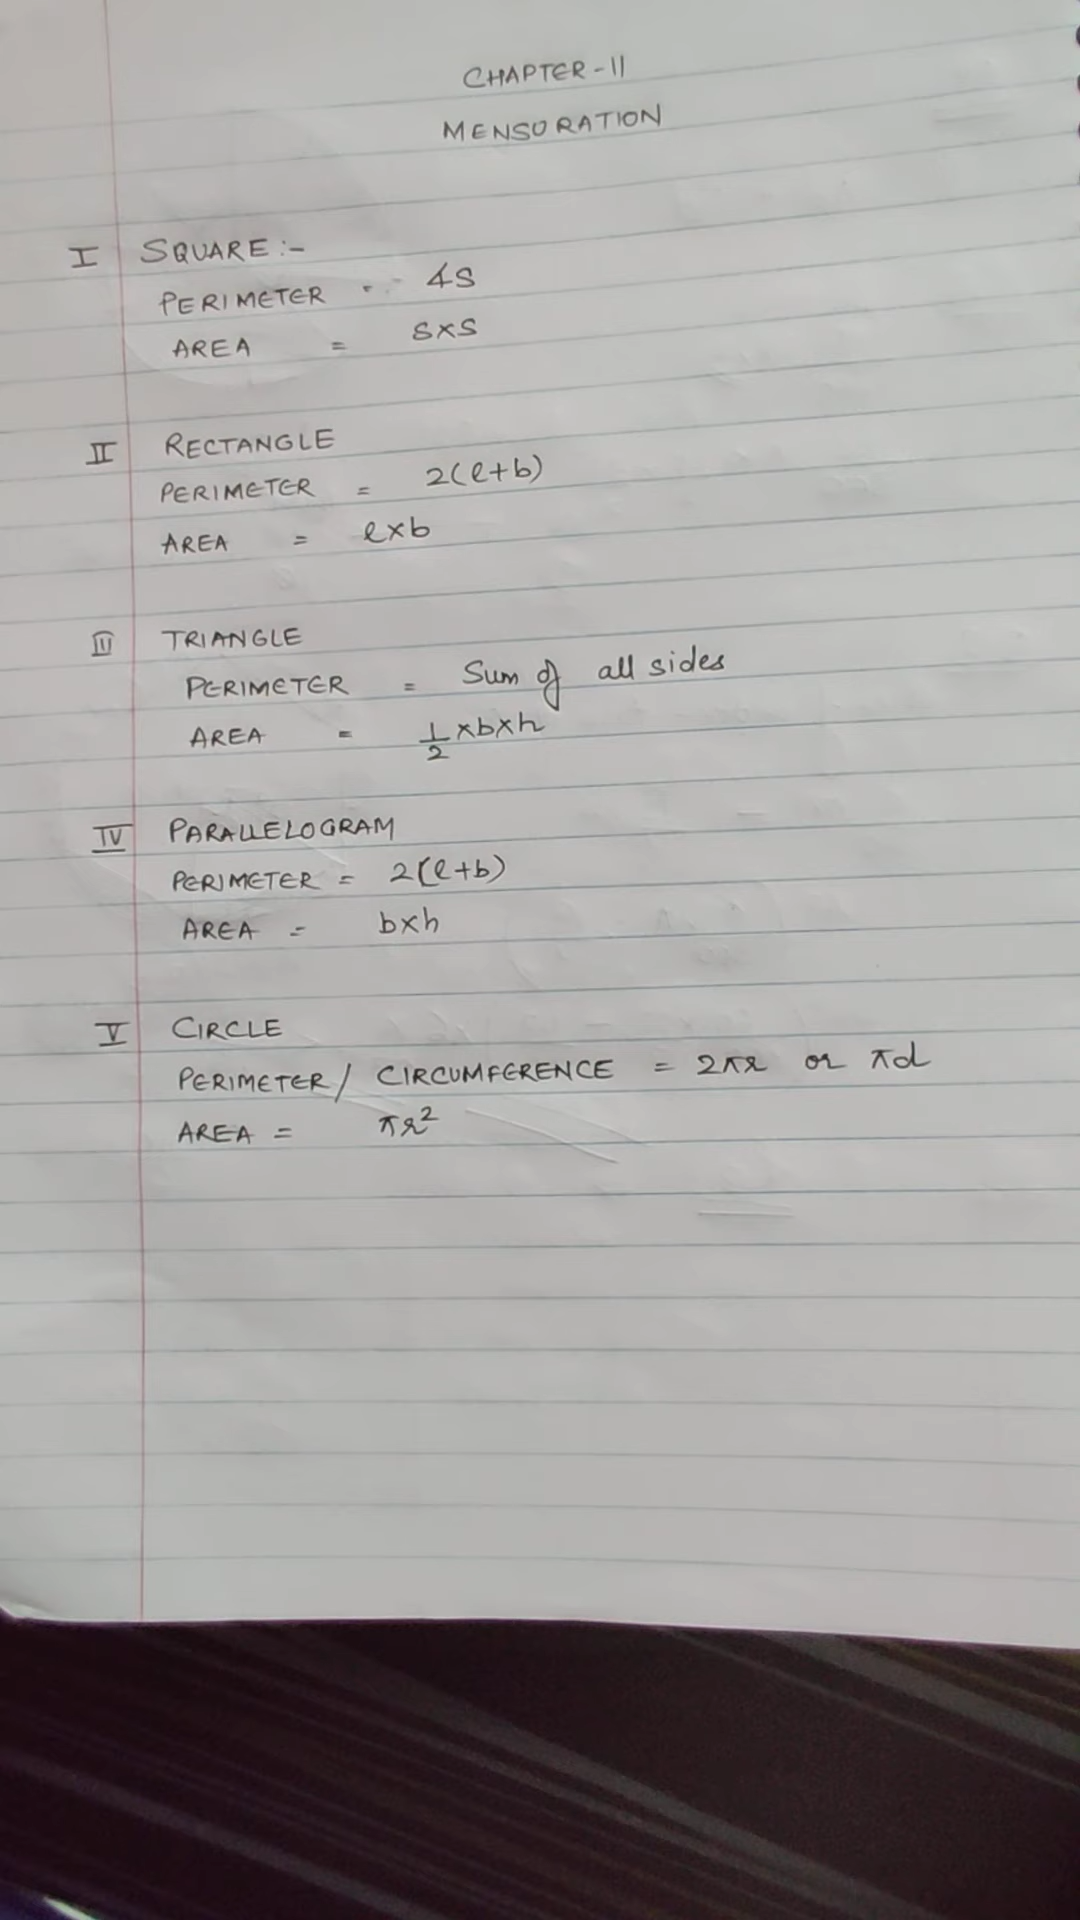 CHAPTER-11
MENSURATION
I SQUARE:-
PERIMETER = 4S
AREA = S×S
II RECTANGLE
PERIMETER = 2(l+b)
AREA = l×b
III TRIANGLE
PERIMETER = Sum of all sides
AREA = 1/2 ×b×h
IV PARALLELOGRAM
PERIMETER = 2(l+b)
AREA = b×h
V CIRCLE
PERIMETER/ CIRCUMFERENCE = 2πr or πd
AREA = πr²